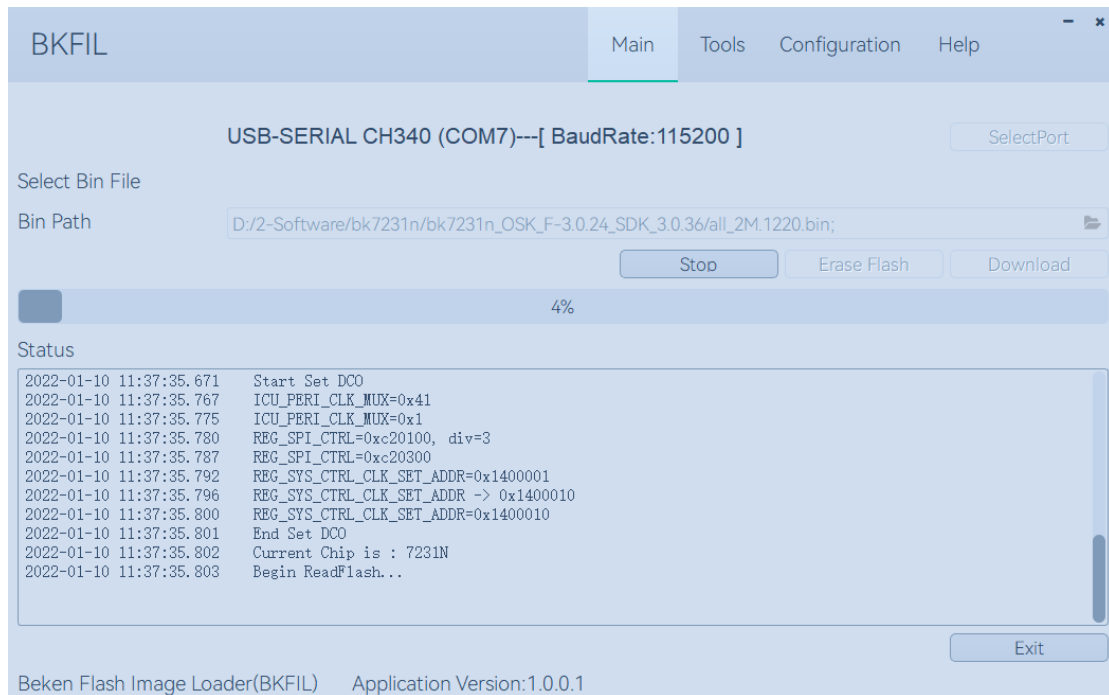 BKFIL
Main Tools Configuration Help
USB-SERIAL CH340 (COM7)---[ BaudRate:115200 ]
SelectPort
Select Bin File
Bin Path D:/2-Software/bk7231n/bk7231n_OSK_F-3.0.24_SDK_3.0.36/all_2M.1220.bin;
Stop Erase Flash Download
4%
Status
2022-01-10 11:37:35.671 Start Set DCO
2022-01-10 11:37:35.767 ICU_PERI_CLK_MUX=0x41
2022-01-10 11:37:35.775 ICU_PERI_CLK_MUX=0x1
2022-01-10 11:37:35.780 REG_SPI_CTRL=0xc20100, div=3
2022-01-10 11:37:35.787 REG_SPI_CTRL=0xc20300
2022-01-10 11:37:35.792 REG_SYS_CTRL_CLK_SET_ADDR=0x1400001
2022-01-10 11:37:35.796 REG_SYS_CTRL_CLK_SET_ADDR -> 0x1400010
2022-01-10 11:37:35.800 REG_SYS_CTRL_CLK_SET_ADDR=0x1400010
2022-01-10 11:37:35.801 End Set DCO
2022-01-10 11:37:35.802 Current Chip is : 7231N
2022-01-10 11:37:35.803 Begin ReadFlash...
Exit
Beken Flash Image Loader(BKFIL) Application Version:1.0.0.1